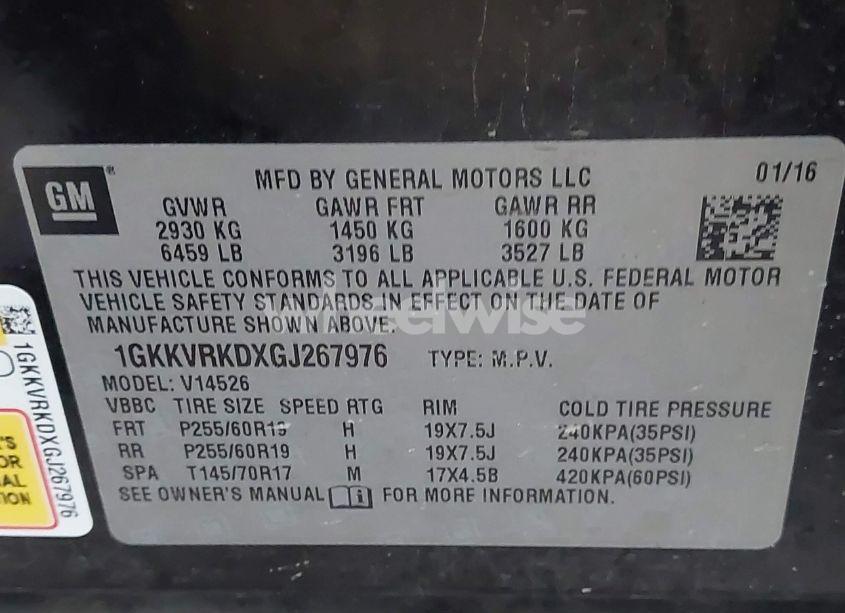 GM
MFD BY GENERAL MOTORS LLC 01/16
GVWR GAWR FRT GAWR RR
2930 KG 1450 KG 1600 KG
6459 LB 3196 LB 3527 LB
THIS VEHICLE CONFORMS TO ALL APPLICABLE U.S. FEDERAL MOTOR
VEHICLE SAFETY STANDARDS IN EFFECT ON THE DATE OF
MANUFACTURE SHOWN ABOVE.
wheelwise
1GKKVRKDXGJ267976 TYPE: M.P.V.
MODEL: V14526
VBBC TIRE SIZE SPEED RTG RIM COLD TIRE PRESSURE
FRT P255/60R19 H 19X7.5J 240KPA(35PSI)
RR P255/60R19 H 19X7.5J 240KPA(35PSI)
SPA T145/70R17 M 17X4.5B 420KPA(60PSI)
SEE OWNER'S MANUAL FOR MORE INFORMATION.
1GKKVRKDXGJ267976